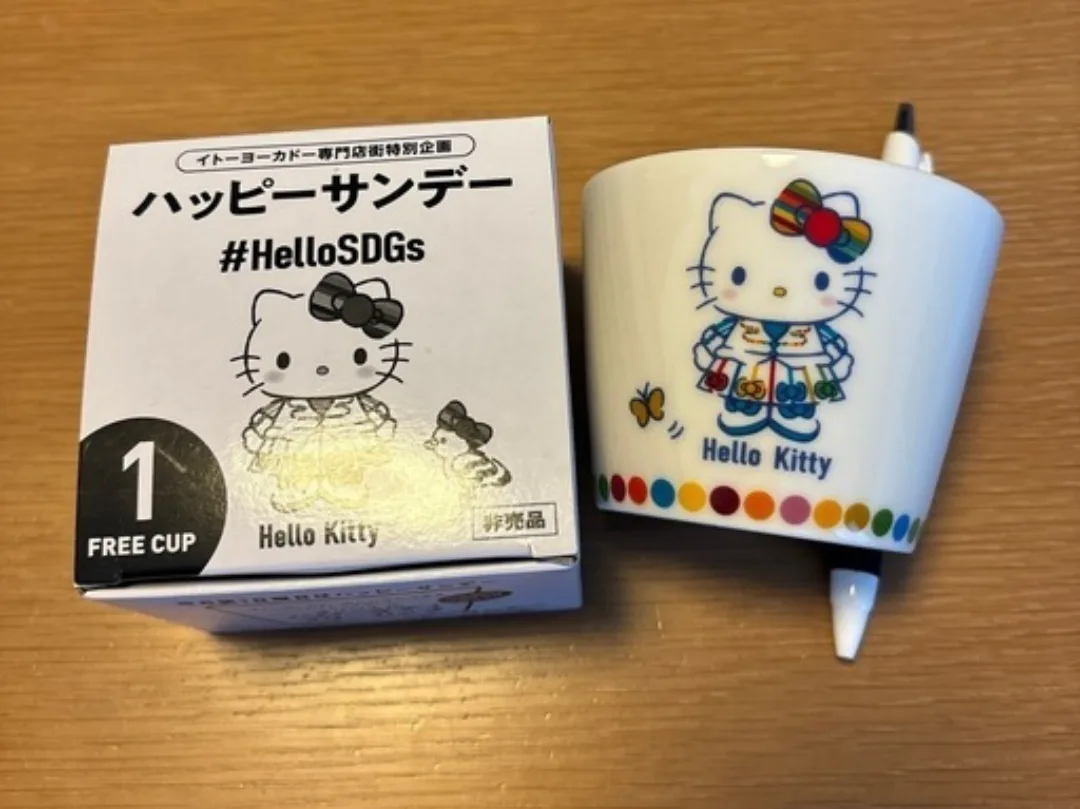 イトーヨーカドー専門店街特別企画
ハッピーサンデー
#HelloSDGs
1
FREE CUP
Hello Kitty
非売品
Hello Kitty